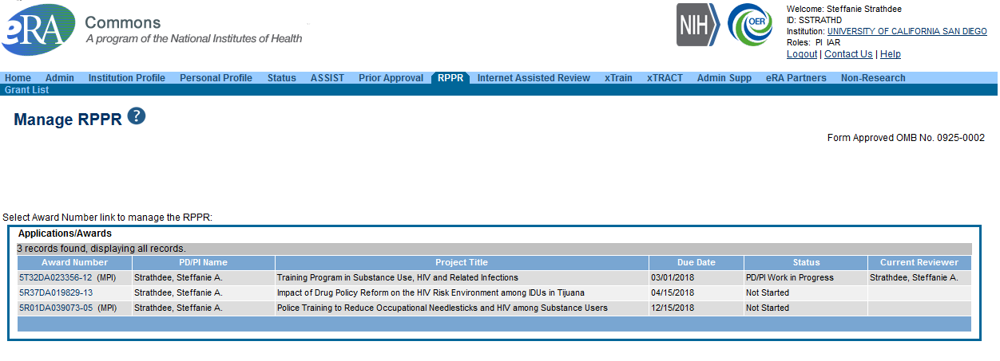 eRA Commons
A program of the National Institutes of Health
NIH OER
Welcome: Steffanie Strathdee
ID: SSTRATHD
Institution: UNIVERSITY OF CALIFORNIA SAN DIEGO
Roles: PI IAR
Logout | Contact Us | Help
Home Admin Institution Profile Personal Profile Status ASSIST Prior Approval RPPR Internet Assisted Review xTrain xTRACT Admin Supp eRA Partners Non-Research
Grant List
Manage RPPR ?
Form Approved OMB No. 0925-0002
Select Award Number link to manage the RPPR:
Applications/Awards
3 records found, displaying all records.
Award Number PD/PI Name Project Title Due Date Status Current Reviewer
5T32DA023356-12 (MPI) Strathdee, Steffanie A. Training Program in Substance Use, HIV and Related Infections 03/01/2018 PD/PI Work in Progress Strathdee, Steffanie A.
5R37DA019829-13 Strathdee, Steffanie A. Impact of Drug Policy Reform on the HIV Risk Environment among IDUs in Tijuana 04/15/2018 Not Started
5R01DA039073-05 (MPI) Strathdee, Steffanie A. Police Training to Reduce Occupational Needlesticks and HIV among Substance Users 12/15/2018 Not Started